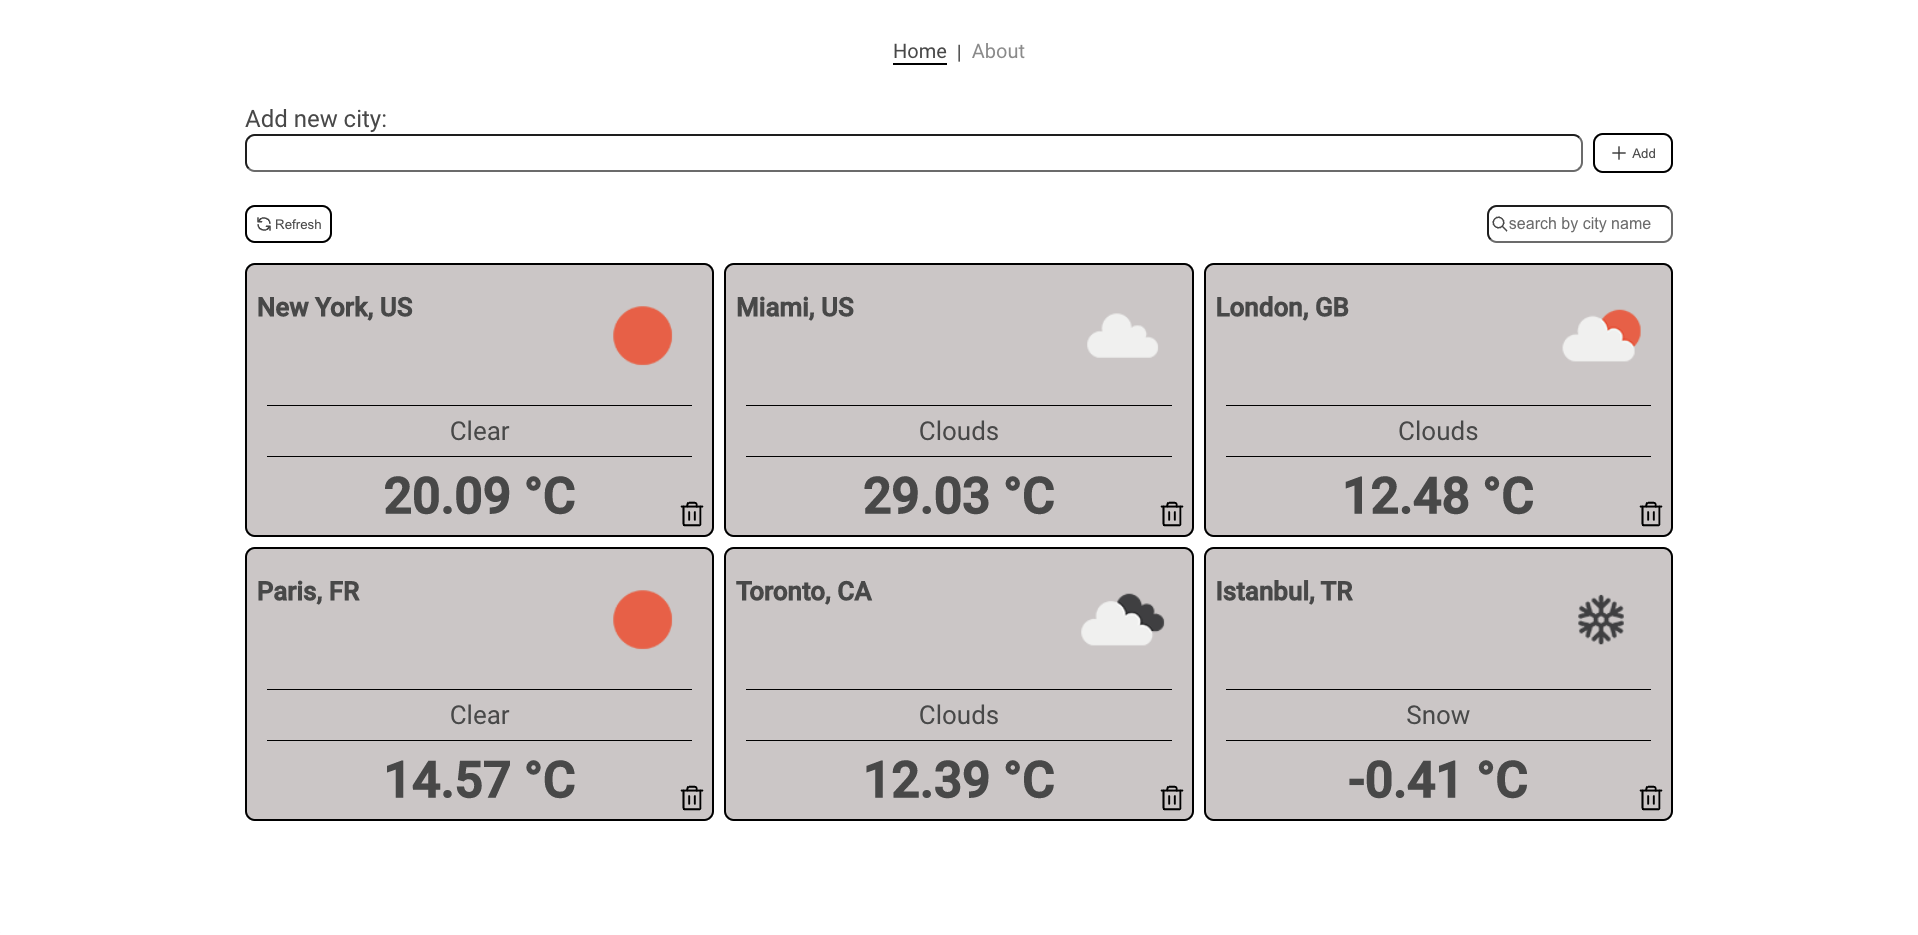 Home | About
Add new city:
Add
Refresh
search by city name
New York, US
Clear
20.09 °C
Miami, US
Clouds
29.03 °C
London, GB
Clouds
12.48 °C
Paris, FR
Clear
14.57 °C
Toronto, CA
Clouds
12.39 °C
Istanbul, TR
Snow
-0.41 °C